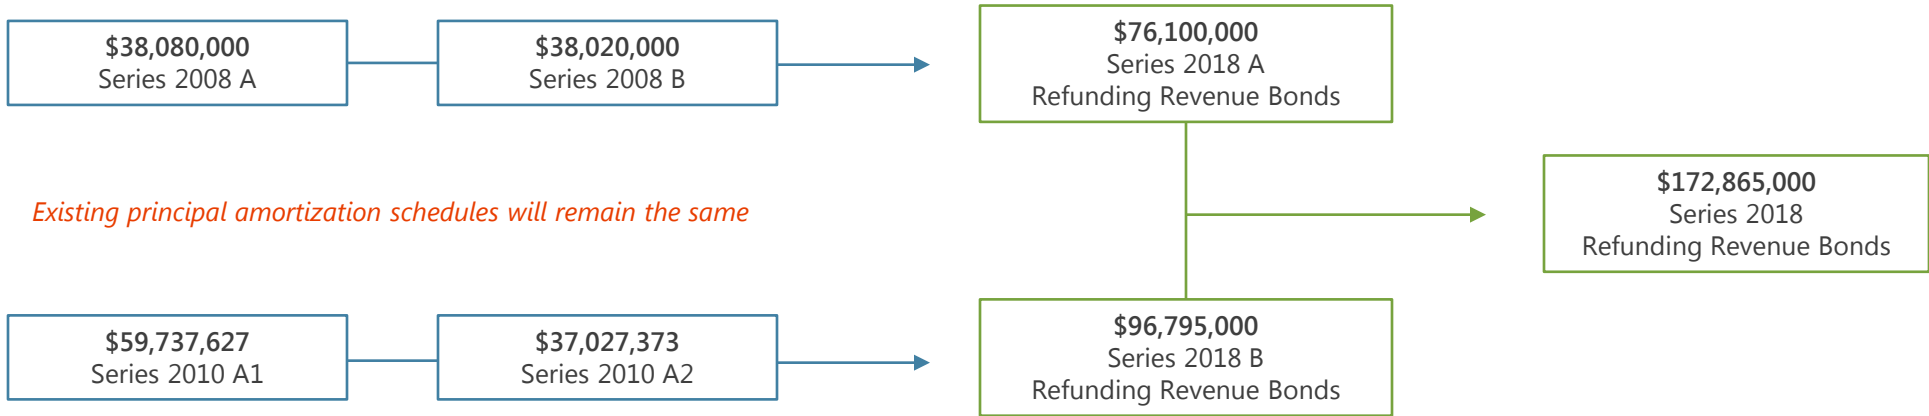 $38,080,000
Series 2008 A
$38,020,000
Series 2008 B
$76,100,000
Series 2018 A
Refunding Revenue Bonds
$172,865,000
Series 2018
Refunding Revenue Bonds
Existing principal amortization schedules will remain the same
$59,737,627
Series 2010 A1
$37,027,373
Series 2010 A2
$96,795,000
Series 2018 B
Refunding Revenue Bonds